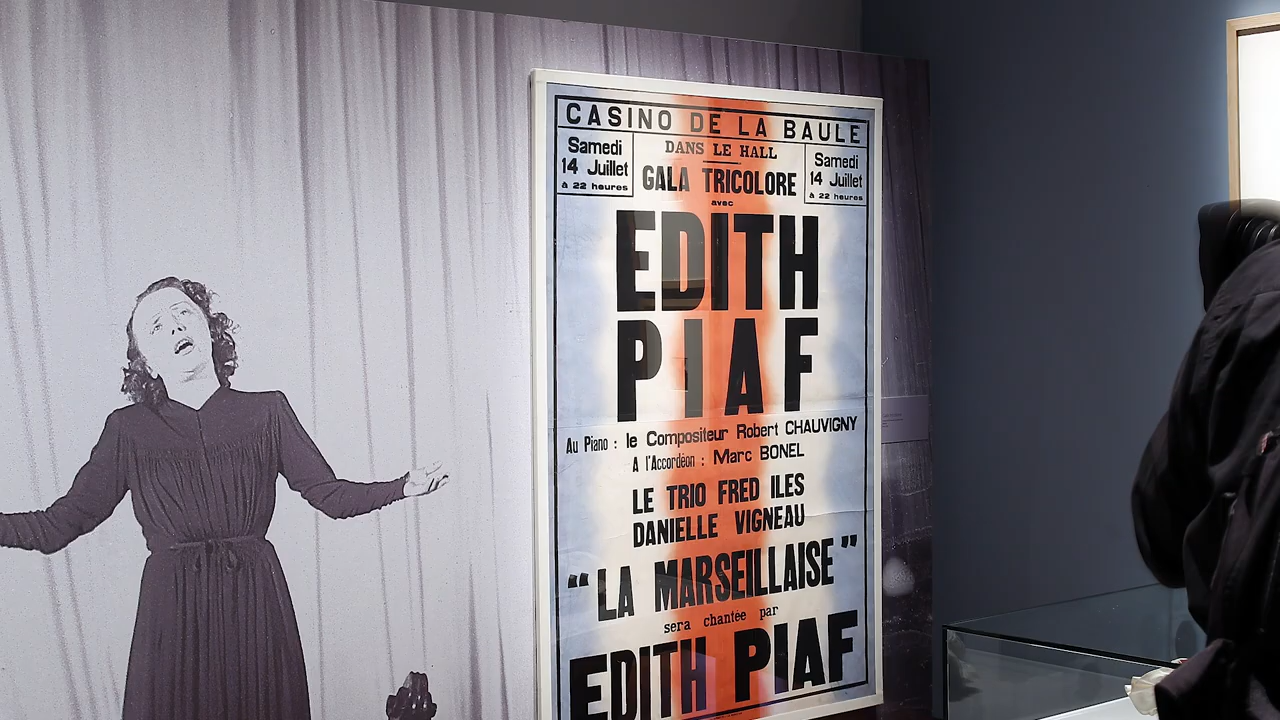 CASINO DE LA BAULE
Samedi
14 Juillet
à 22 heures
DANS LE HALL
GALA TRICOLORE
avec
Samedi
14 Juillet
à 22 heures
EDITH
PIAF
Au Piano : le Compositeur Robert CHAUVIGNY
A l'Accordéon : Marc BONEL
LE TRIO FRED ILES
DANIELLE VIGNEAU
“LA MARSEILLAISE”
sera chantée par
EDITH PIAF